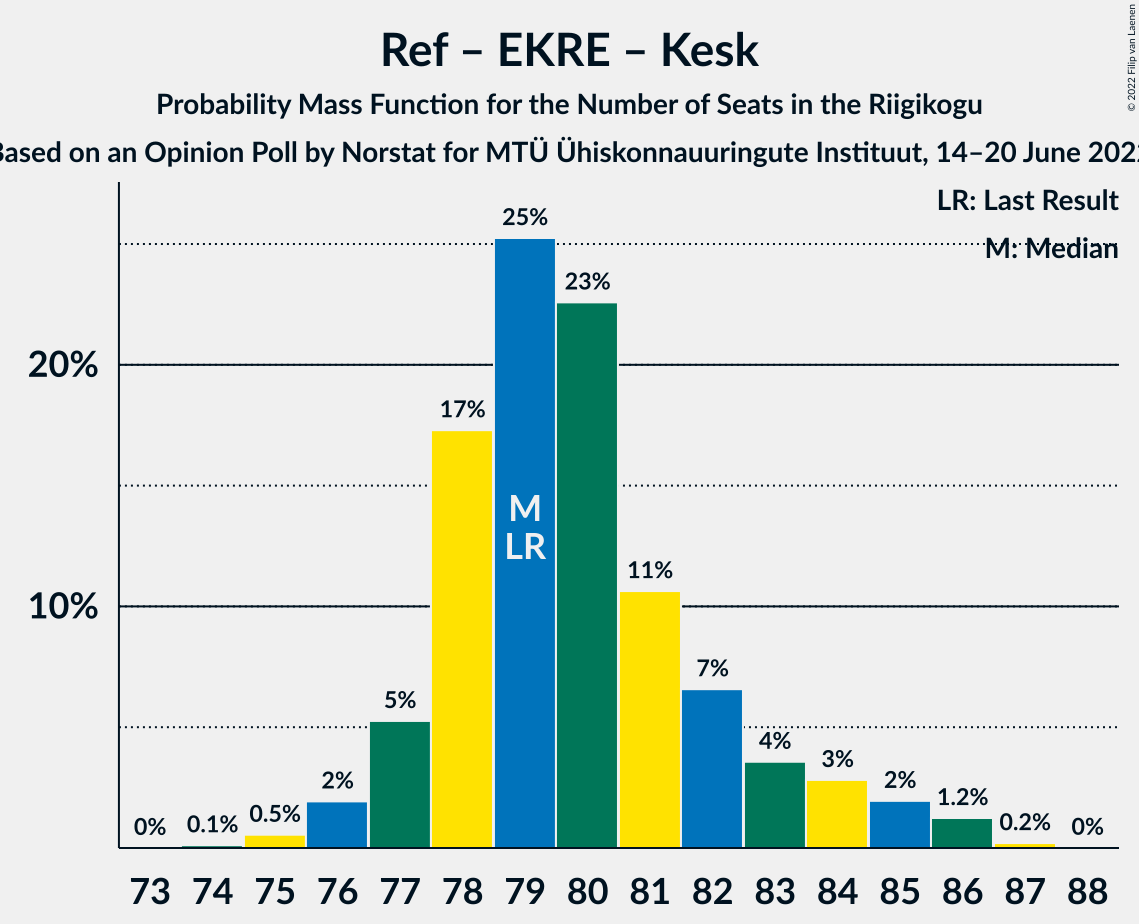 Ref – EKRE – Kesk
Probability Mass Function for the Number of Seats in the Riigikogu
Based on an Opinion Poll by Norstat for MTÜ Ühiskonnauuringute Instituut, 14–20 June 2022
© 2022 Filip van Laenen
LR: Last Result
M: Median
20%
10%
0% 0.1% 0.5% 2% 5% 17% 25% 23% 11% 7% 4% 3% 2% 1.2% 0.2% 0%
M
LR
73 74 75 76 77 78 79 80 81 82 83 84 85 86 87 88